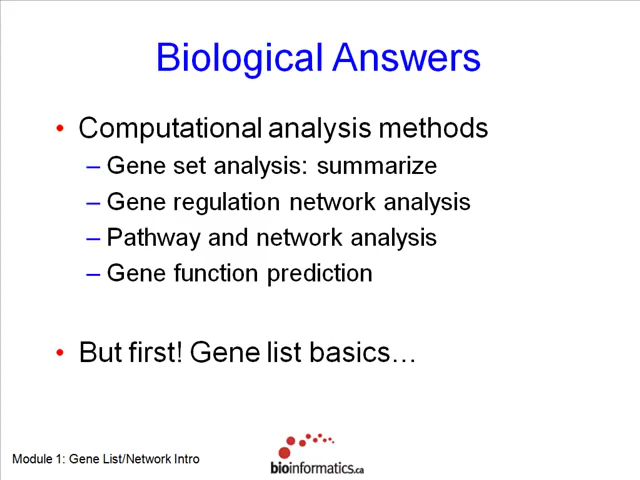 Biological Answers
• Computational analysis methods
– Gene set analysis: summarize
– Gene regulation network analysis
– Pathway and network analysis
– Gene function prediction
• But first! Gene list basics…
Module 1: Gene List/Network Intro
bioinformatics.ca